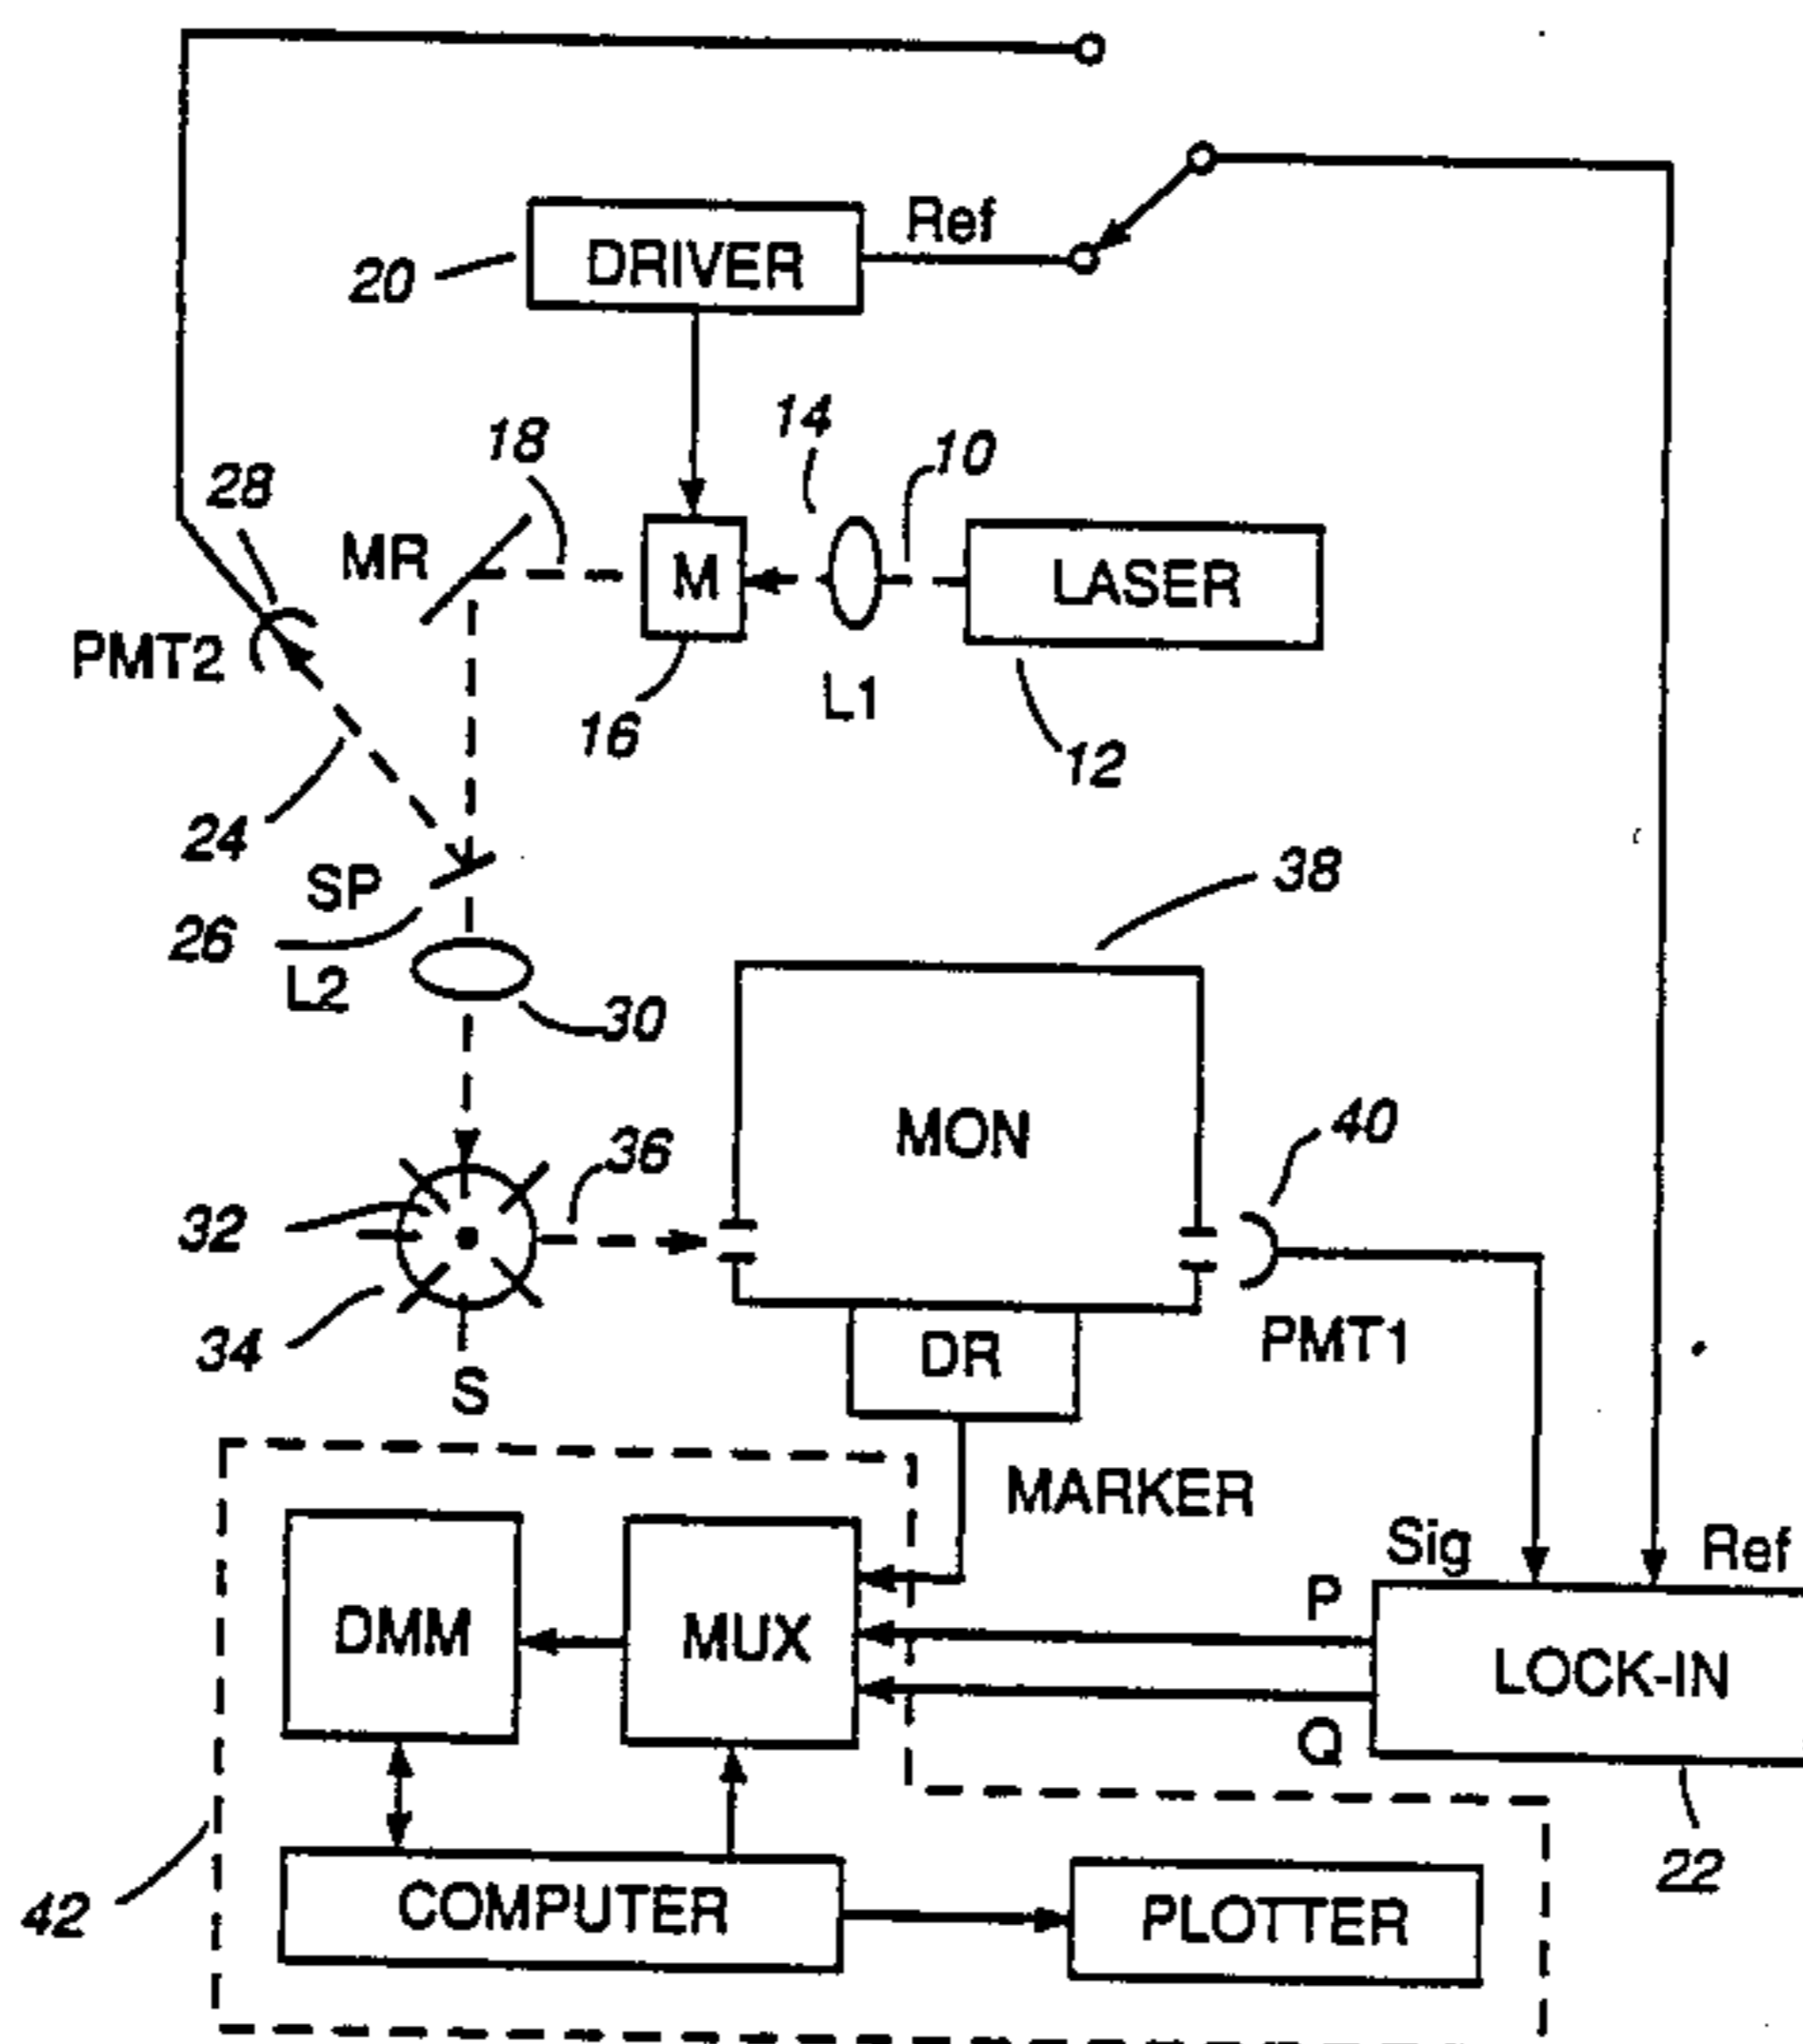 Ref
DRIVER
20
14
10
18
28
MR
M
LASER
PMT2
L1
16
12
24
SP
38
26
L2
30
MON
40
36
32
34
S
DR
PMT1
MARKER
Sig
Ref
P
DMM
MUX
LOCK-IN
Q
22
42
COMPUTER
PLOTTER